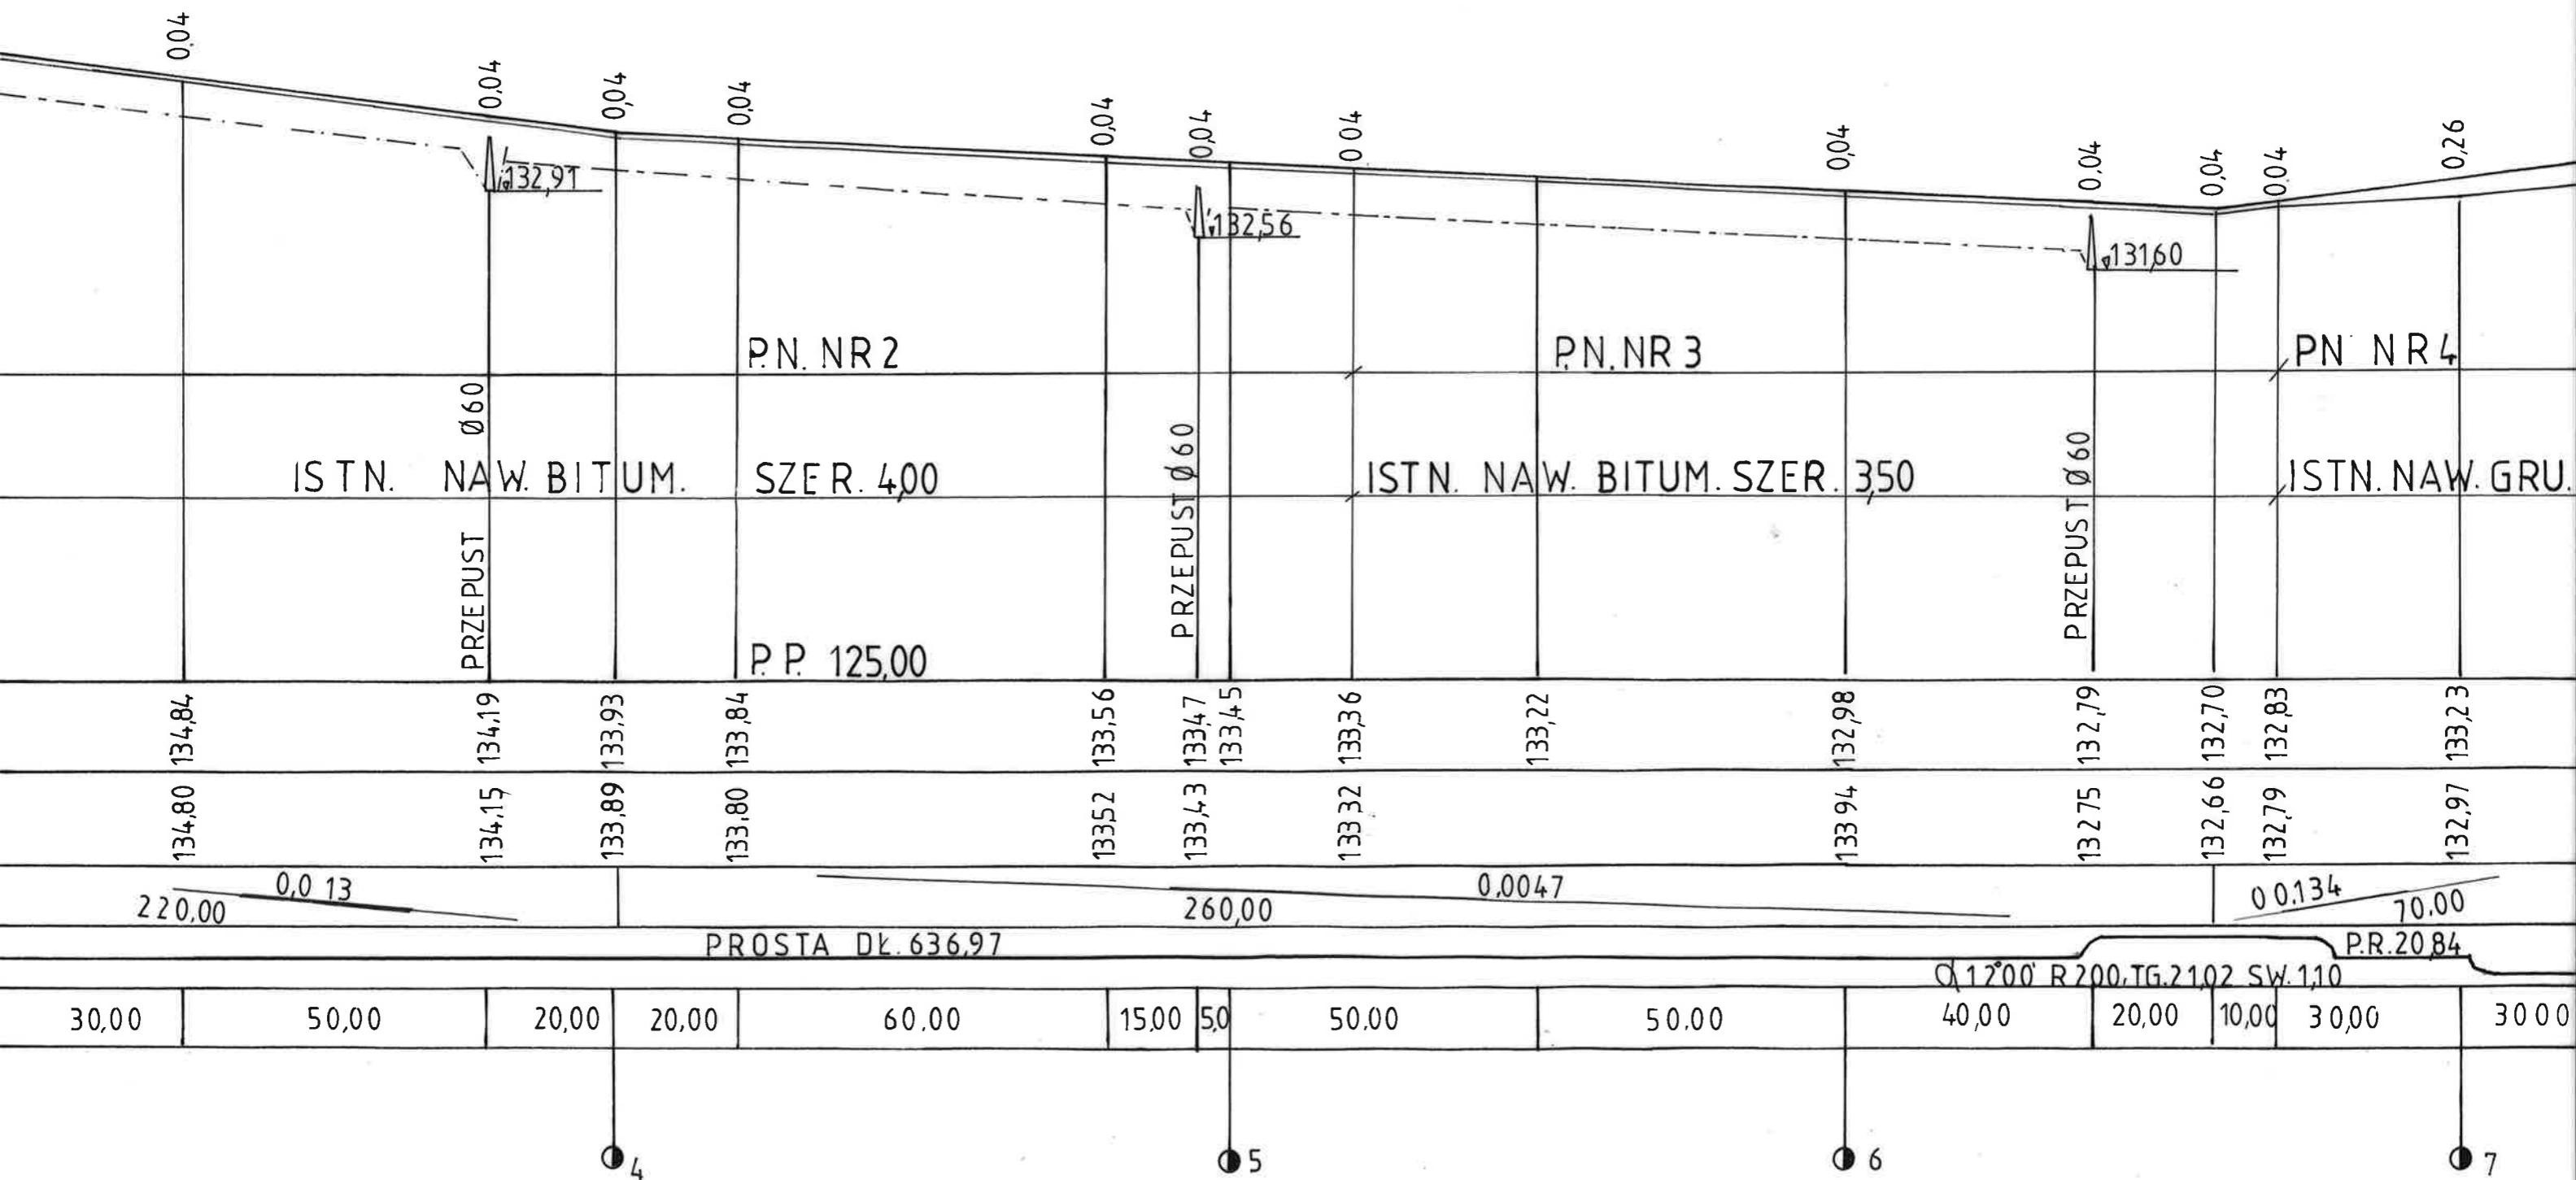 0,04 0,04 0,04 0,04 0,04 0,04 0 04 0,04 0,04 0,04 0.04 0,26
132,91 132,56 131,60
P.N. NR 2 P.N. NR 3 PN NR 4
ISTN. NAW. BITUM. SZER. 4,00 ISTN. NAW. BITUM. SZER. 3,50 ISTN. NAW. GRU.
PRZEPUST Ø60 PRZEPUST Ø60 PRZEPUST Ø60
P.P. 125,00
134,84 134,19 133,93 133,84 133,56 133,47 133,45 133,36 133,22 132,98 132,79 132,70 132,83 133,23
134,80 134,15 133,89 133,80 133,52 133,43 133,32 133 94 132 75 132,66 132,79 132,97
0,0 13 0,0047 0 0.134
220,00 260,00 70,00
PROSTA DŁ. 636,97 P.R. 20,84
α 12°00' R 200, TG. 21,02 SW. 1,10
30,00 50,00 20,00 20,00 60,00 15,00 5,0 50,00 50,00 40,00 20,00 10,00 30,00 30 00
4 5 6 7